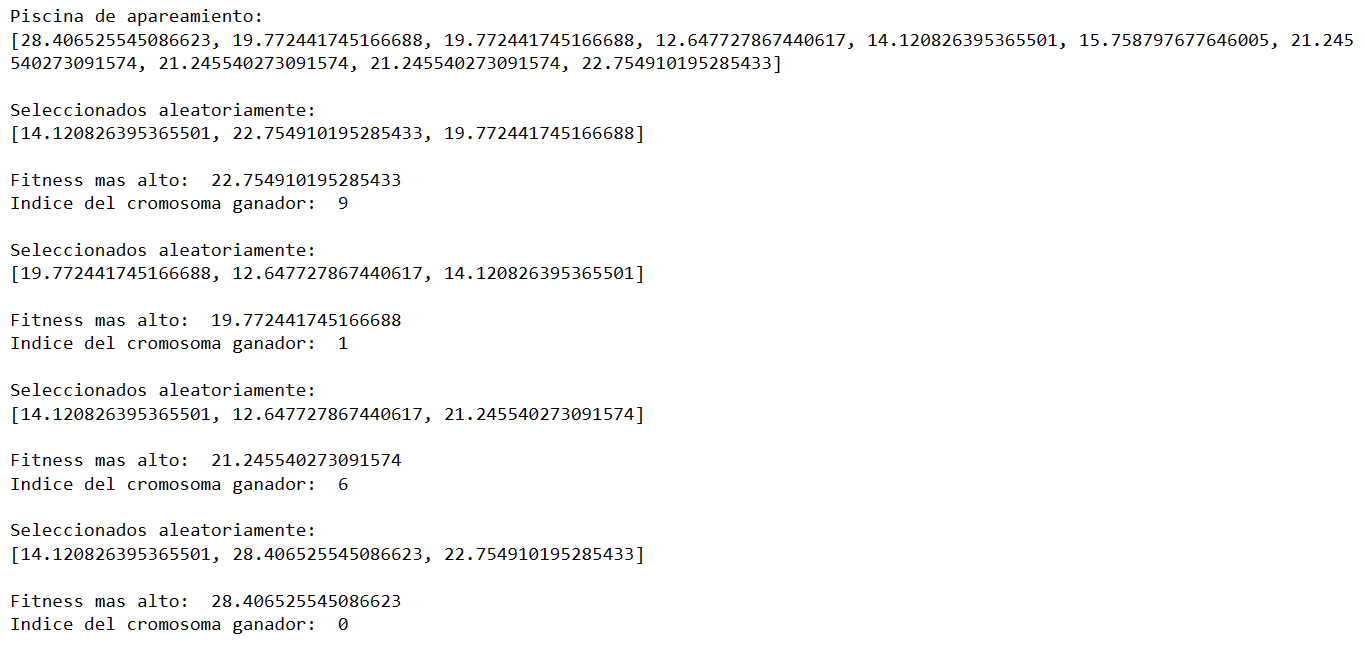 Piscina de apareamiento:
[28.406525545086623, 19.772441745166688, 19.772441745166688, 12.647727867440617, 14.120826395365501, 15.758797677646005, 21.245
540273091574, 21.245540273091574, 21.245540273091574, 22.754910195285433]
Seleccionados aleatoriamente:
[14.120826395365501, 22.754910195285433, 19.772441745166688]
Fitness mas alto:  22.754910195285433
Indice del cromosoma ganador:  9
Seleccionados aleatoriamente:
[19.772441745166688, 12.647727867440617, 14.120826395365501]
Fitness mas alto:  19.772441745166688
Indice del cromosoma ganador:  1
Seleccionados aleatoriamente:
[14.120826395365501, 12.647727867440617, 21.245540273091574]
Fitness mas alto:  21.245540273091574
Indice del cromosoma ganador:  6
Seleccionados aleatoriamente:
[14.120826395365501, 28.406525545086623, 22.754910195285433]
Fitness mas alto:  28.406525545086623
Indice del cromosoma ganador:  0